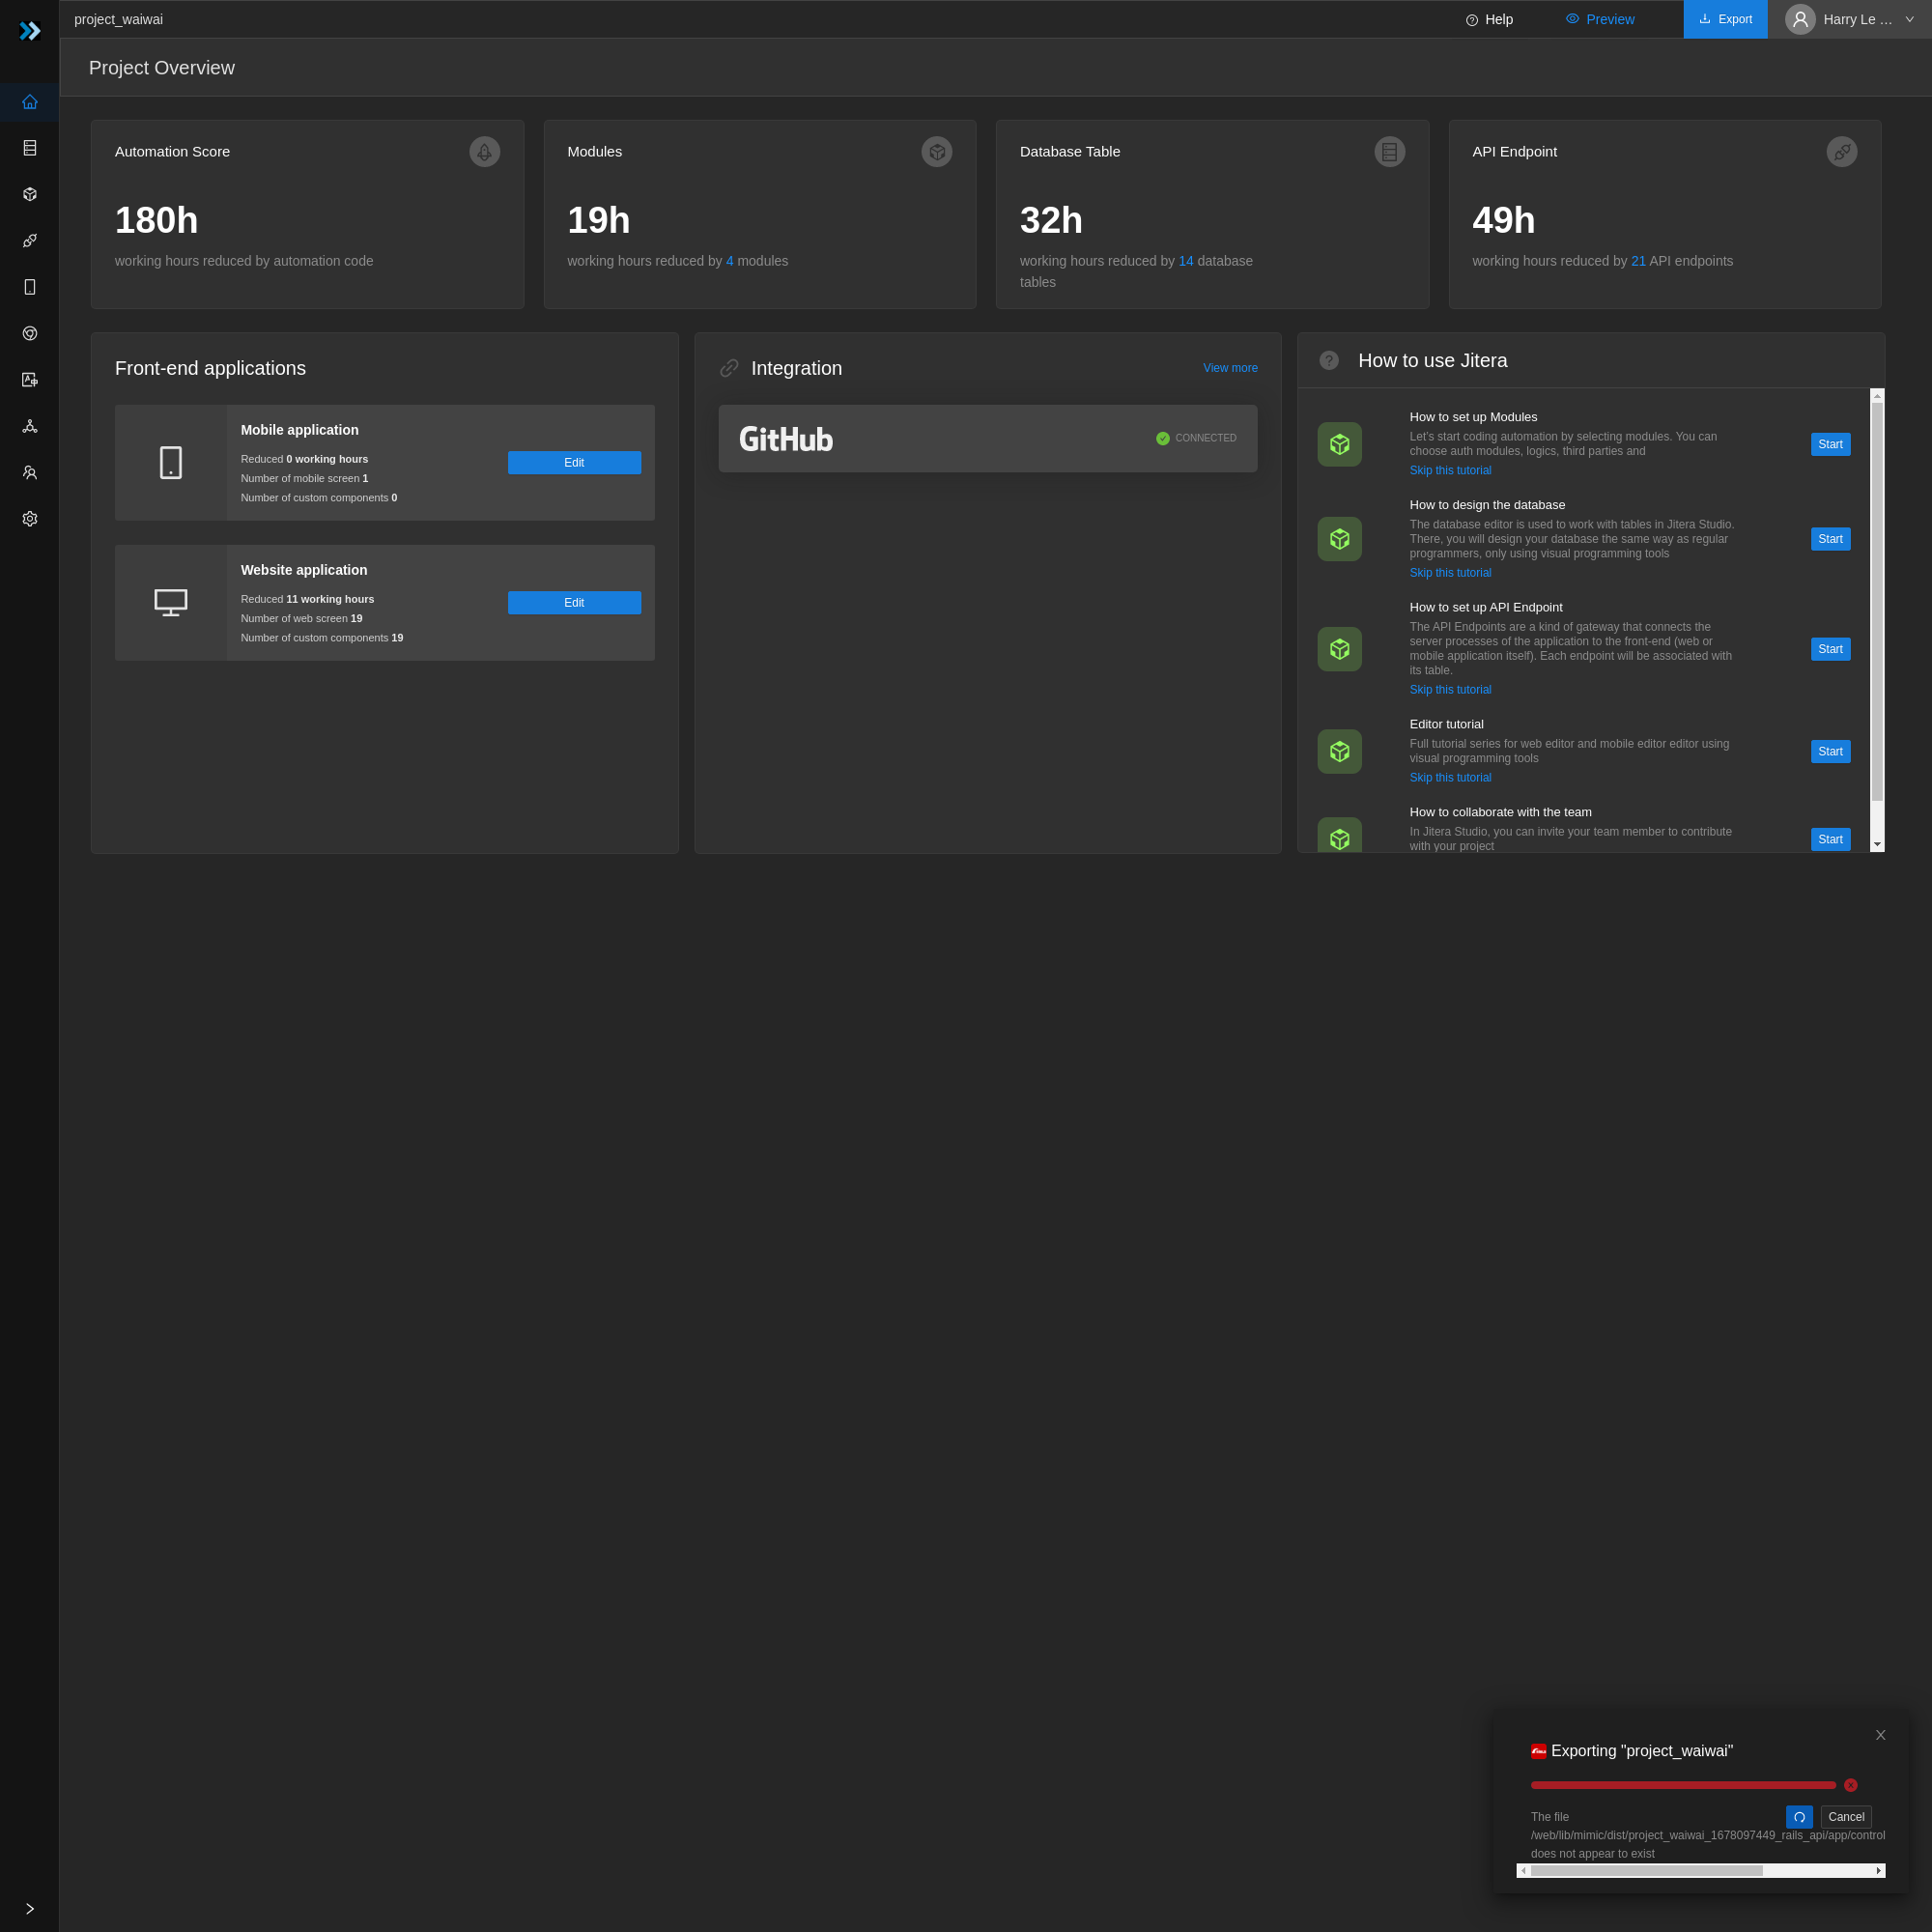 project_waiwai
Help
Preview
Export
Harry Le ...
Project Overview
Automation Score
180h
working hours reduced by automation code
Modules
19h
working hours reduced by 4 modules
Database Table
32h
working hours reduced by 14 database
tables
API Endpoint
49h
working hours reduced by 21 API endpoints
Front-end applications
Mobile application
Reduced 0 working hours
Number of mobile screen 1
Number of custom components 0
Edit
Website application
Reduced 11 working hours
Number of web screen 19
Number of custom components 19
Edit
Integration
View more
GitHub
CONNECTED
How to use Jitera
How to set up Modules
Let's start coding automation by selecting modules. You can
choose auth modules, logics, third parties and
Skip this tutorial
Start
How to design the database
The database editor is used to work with tables in Jitera Studio.
There, you will design your database the same way as regular
programmers, only using visual programming tools
Skip this tutorial
Start
How to set up API Endpoint
The API Endpoints are a kind of gateway that connects the
server processes of the application to the front-end (web or
mobile application itself). Each endpoint will be associated with
its table.
Skip this tutorial
Start
Editor tutorial
Full tutorial series for web editor and mobile editor editor using
visual programming tools
Skip this tutorial
Start
How to collaborate with the team
In Jitera Studio, you can invite your team member to contribute
with your project
Start
Exporting "project_waiwai"
The file
/web/lib/mimic/dist/project_waiwai_1678097449_rails_api/app/control
does not appear to exist
Cancel